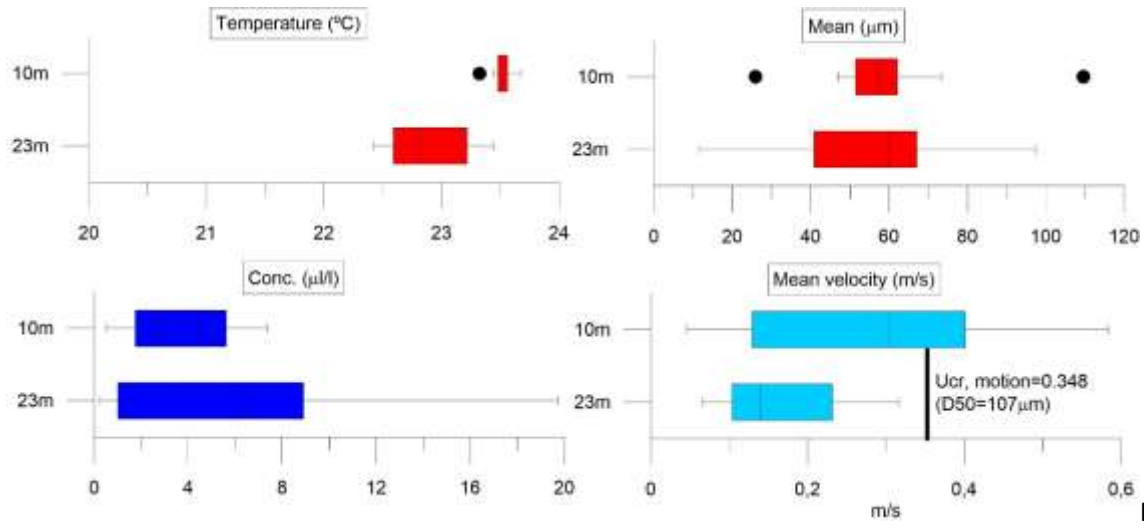 Temperature (ºC)
10m
23m
20 21 22 23 24
Mean (μm)
10m
23m
0 20 40 60 80 100 120
Conc. (μl/l)
10m
23m
0 4 8 12 16 20
Mean velocity (m/s)
10m
23m
Ucr, motion=0.348
(D50=107μm)
0 0,2 0,4 0,6
m/s